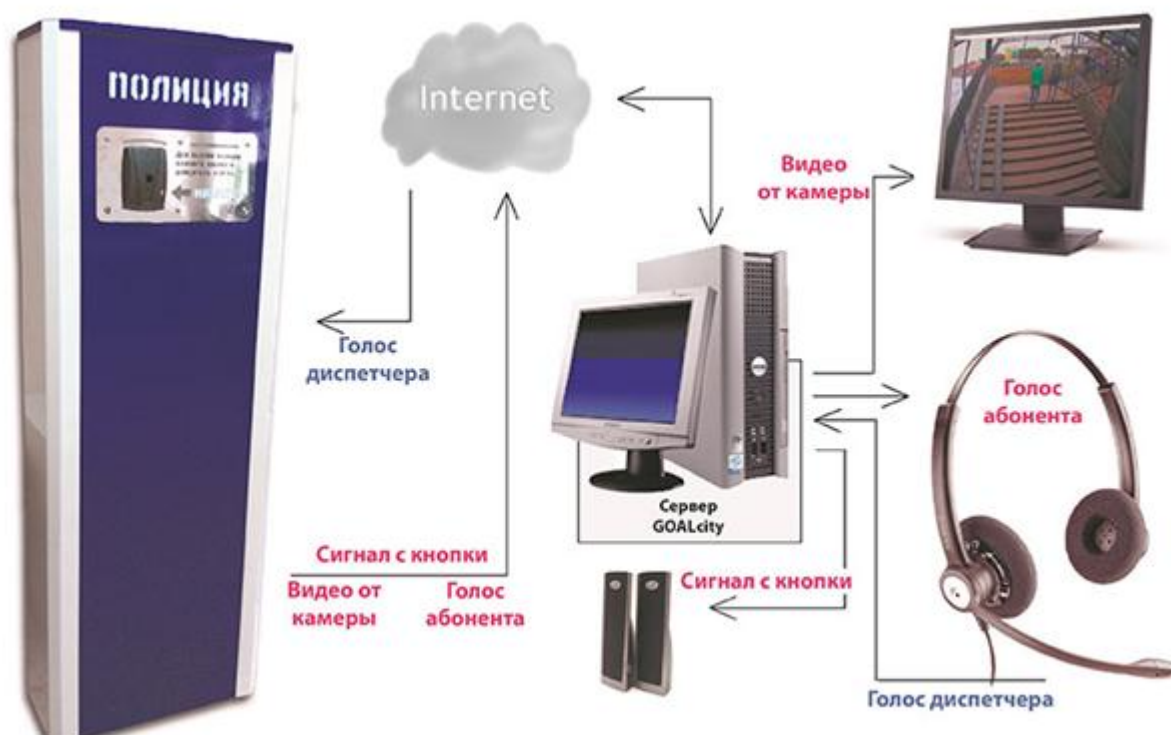 ПОЛИЦИЯ
Internet
Видео
от камеры
Голос
диспетчера
Голос
абонента
Сервер
GOALcity
Сигнал с кнопки
Видео от
камеры
Голос
абонента
Сигнал с кнопки
Голос диспетчера